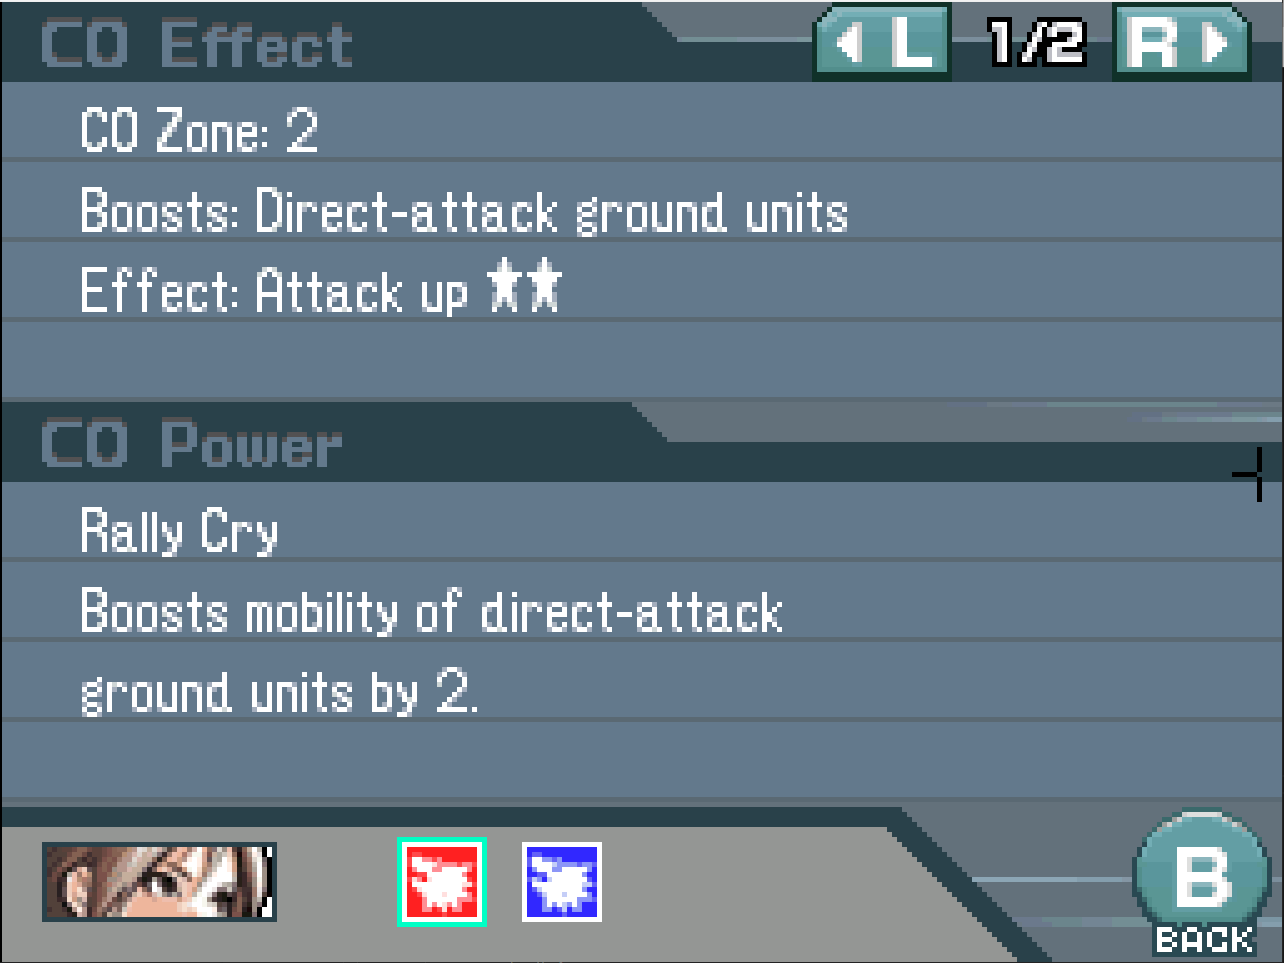 CO Effect
L 1/2 R
CO Zone: 2
Boosts: Direct-attack ground units
Effect: Attack up ★★
CO Power
Rally Cry
Boosts mobility of direct-attack
ground units by 2.
B
BACK